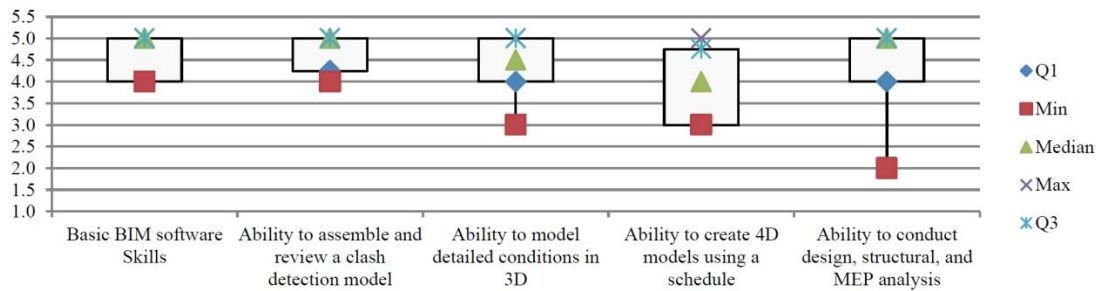 5.5
5.0
4.5
4.0
3.5
3.0
2.5
2.0
1.5
1.0
Basic BIM software
Skills
Ability to assemble and
review a clash
detection model
Ability to model
detailed conditions in
3D
Ability to create 4D
models using a
schedule
Ability to conduct
design, structural, and
MEP analysis
Q1
Min
Median
Max
Q3